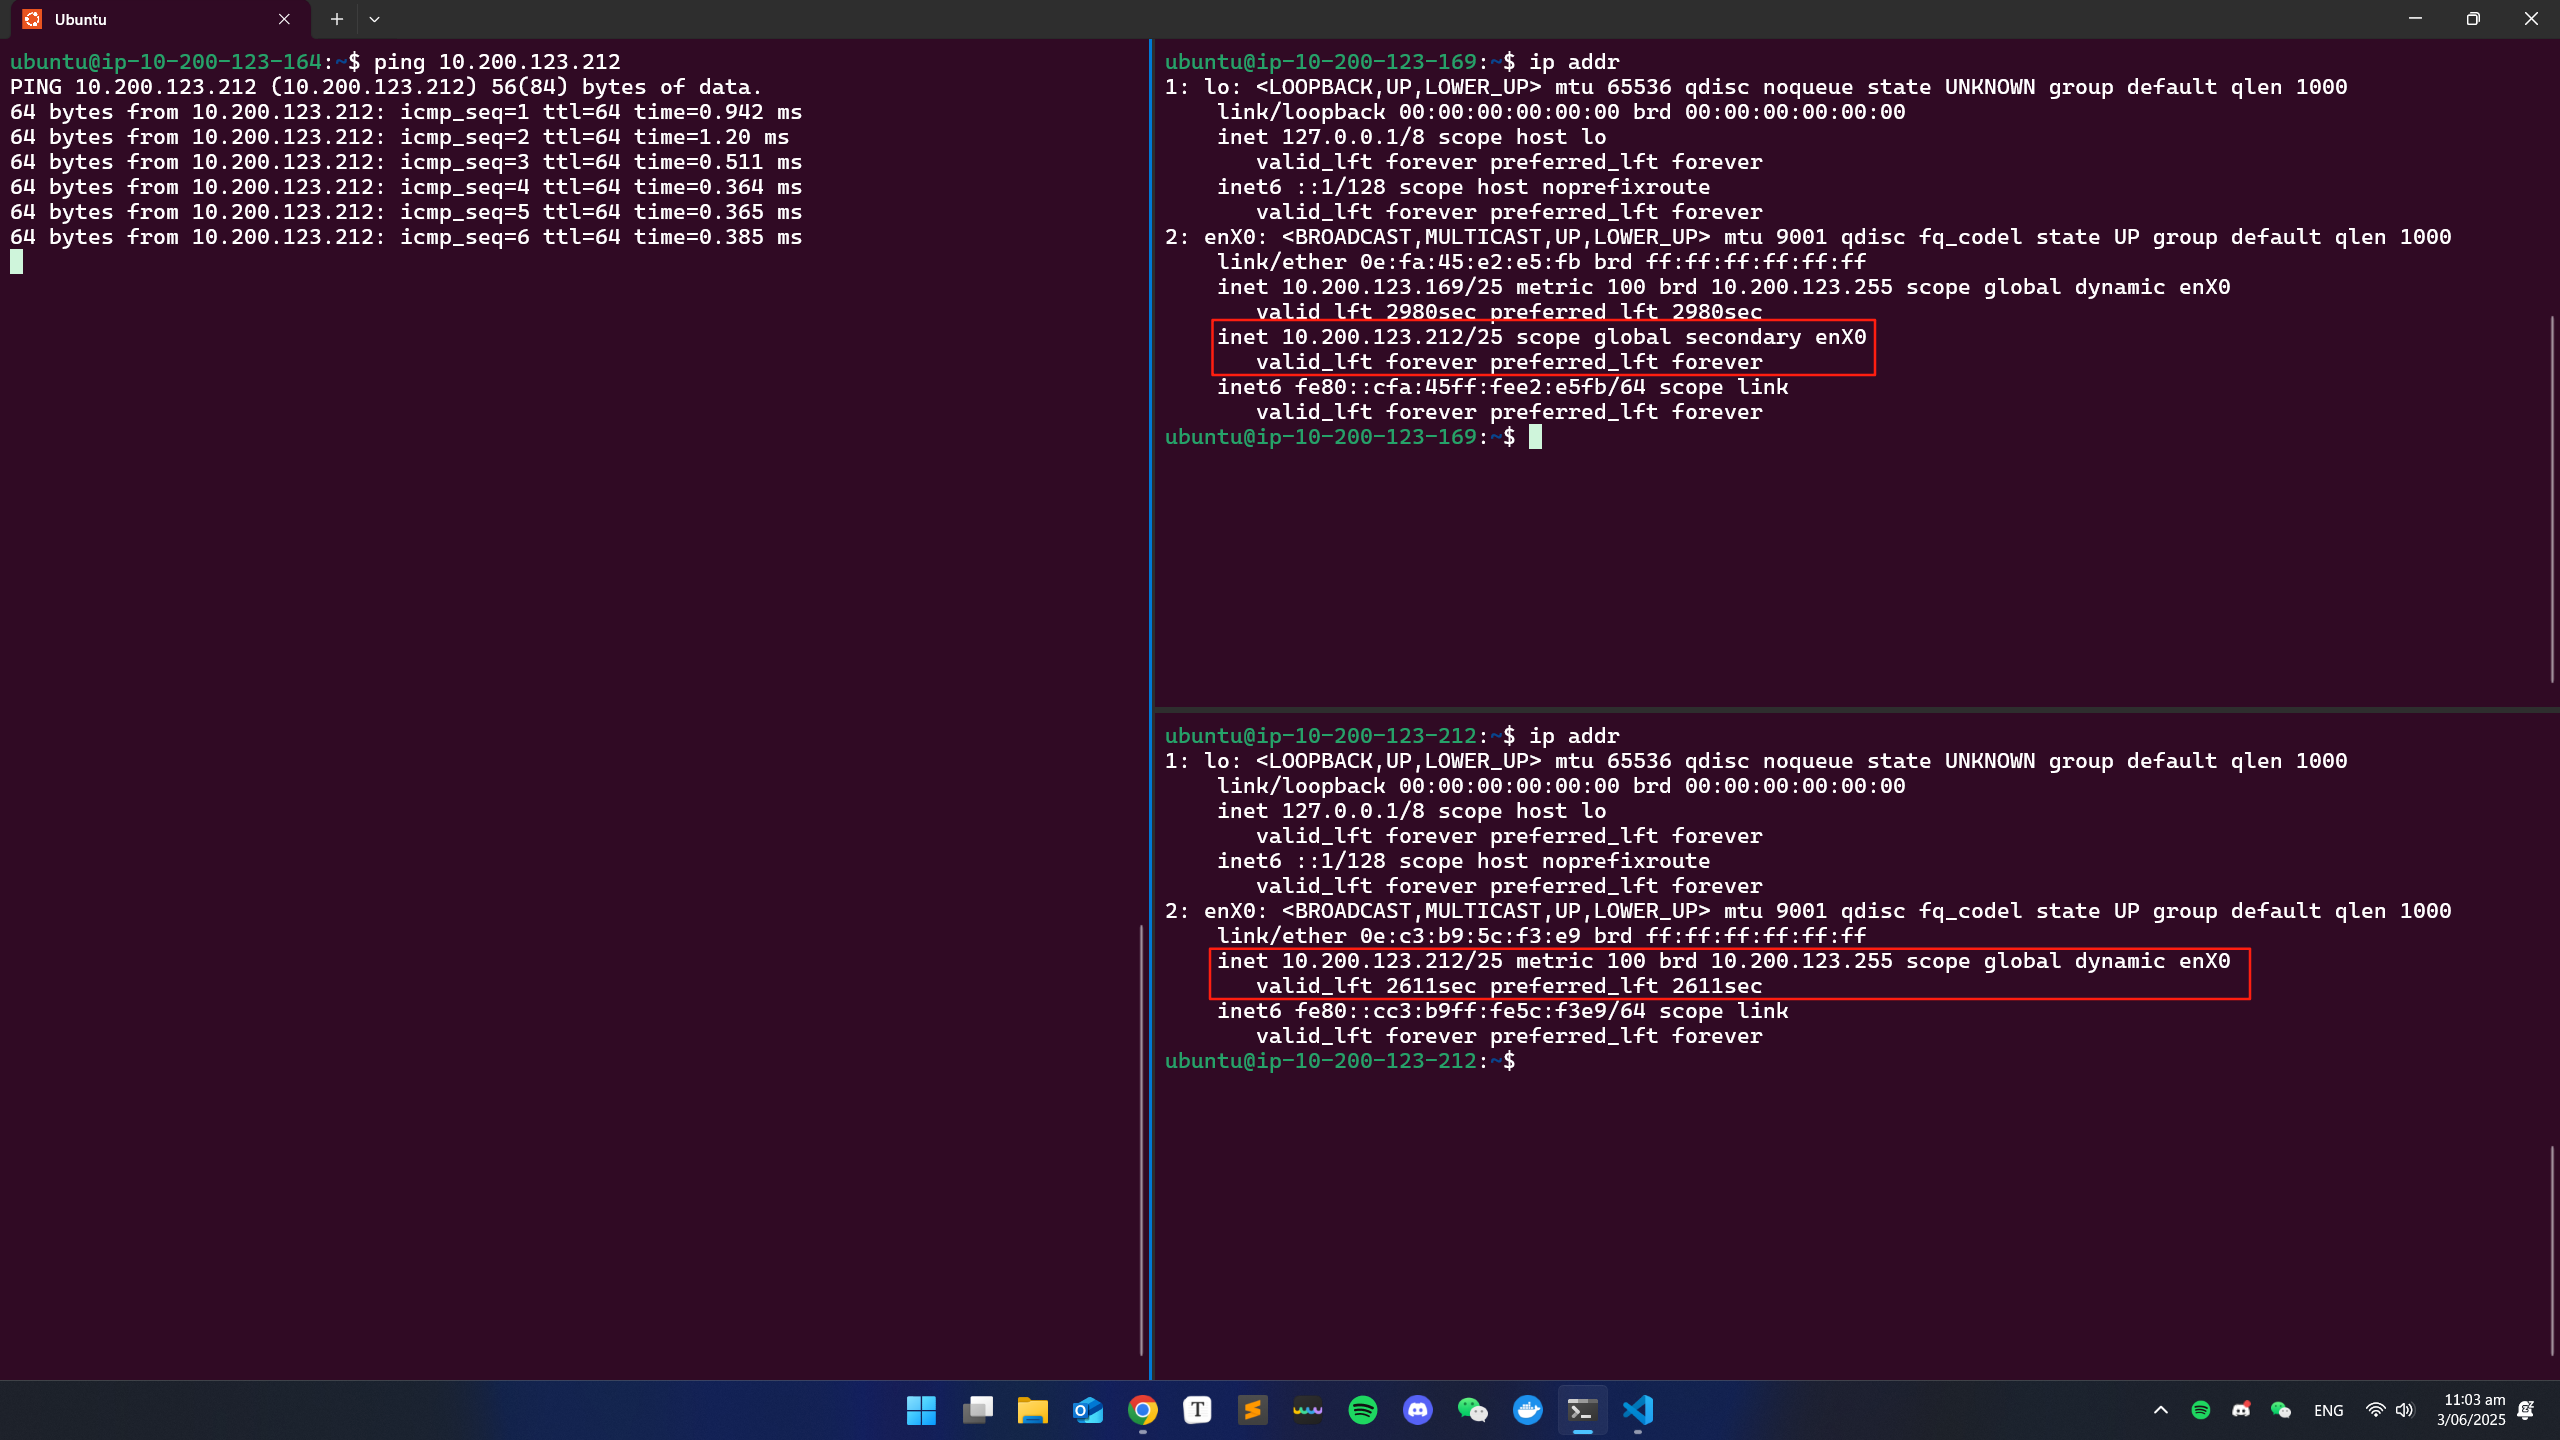 Ubuntu
ubuntu@ip-10-200-123-164:~$ ping 10.200.123.212
PING 10.200.123.212 (10.200.123.212) 56(84) bytes of data.
64 bytes from 10.200.123.212: icmp_seq=1 ttl=64 time=0.942 ms
64 bytes from 10.200.123.212: icmp_seq=2 ttl=64 time=1.20 ms
64 bytes from 10.200.123.212: icmp_seq=3 ttl=64 time=0.511 ms
64 bytes from 10.200.123.212: icmp_seq=4 ttl=64 time=0.364 ms
64 bytes from 10.200.123.212: icmp_seq=5 ttl=64 time=0.365 ms
64 bytes from 10.200.123.212: icmp_seq=6 ttl=64 time=0.385 ms
ubuntu@ip-10-200-123-169:~$ ip addr
1: lo: <LOOPBACK,UP,LOWER_UP> mtu 65536 qdisc noqueue state UNKNOWN group default qlen 1000
    link/loopback 00:00:00:00:00:00 brd 00:00:00:00:00:00
    inet 127.0.0.1/8 scope host lo
       valid_lft forever preferred_lft forever
    inet6 ::1/128 scope host noprefixroute
       valid_lft forever preferred_lft forever
2: enX0: <BROADCAST,MULTICAST,UP,LOWER_UP> mtu 9001 qdisc fq_codel state UP group default qlen 1000
    link/ether 0e:fa:45:e2:e5:fb brd ff:ff:ff:ff:ff:ff
    inet 10.200.123.169/25 metric 100 brd 10.200.123.255 scope global dynamic enX0
       valid_lft 2980sec preferred_lft 2980sec
    inet 10.200.123.212/25 scope global secondary enX0
       valid_lft forever preferred_lft forever
    inet6 fe80::cfa:45ff:fee2:e5fb/64 scope link
       valid_lft forever preferred_lft forever
ubuntu@ip-10-200-123-169:~$
ubuntu@ip-10-200-123-212:~$ ip addr
1: lo: <LOOPBACK,UP,LOWER_UP> mtu 65536 qdisc noqueue state UNKNOWN group default qlen 1000
    link/loopback 00:00:00:00:00:00 brd 00:00:00:00:00:00
    inet 127.0.0.1/8 scope host lo
       valid_lft forever preferred_lft forever
    inet6 ::1/128 scope host noprefixroute
       valid_lft forever preferred_lft forever
2: enX0: <BROADCAST,MULTICAST,UP,LOWER_UP> mtu 9001 qdisc fq_codel state UP group default qlen 1000
    link/ether 0e:c3:b9:5c:f3:e9 brd ff:ff:ff:ff:ff:ff
    inet 10.200.123.212/25 metric 100 brd 10.200.123.255 scope global dynamic enX0
       valid_lft 2611sec preferred_lft 2611sec
    inet6 fe80::cc3:b9ff:fe5c:f3e9/64 scope link
       valid_lft forever preferred_lft forever
ubuntu@ip-10-200-123-212:~$
ENG
11:03 am
3/06/2025